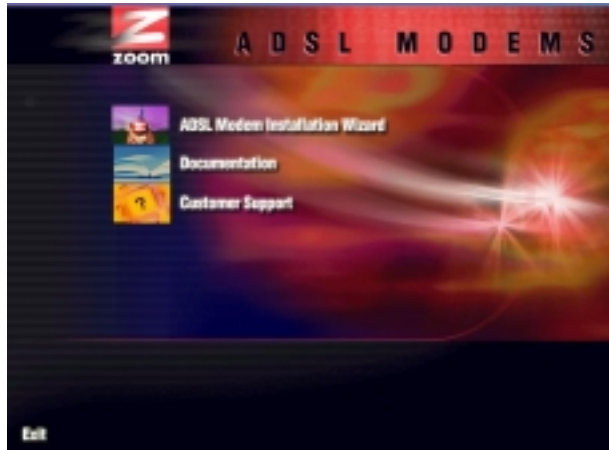 Z
zoom
ADSL MODEMS
ADSL Modem Installation Wizard
Documentation
?
Customer Support
Exit